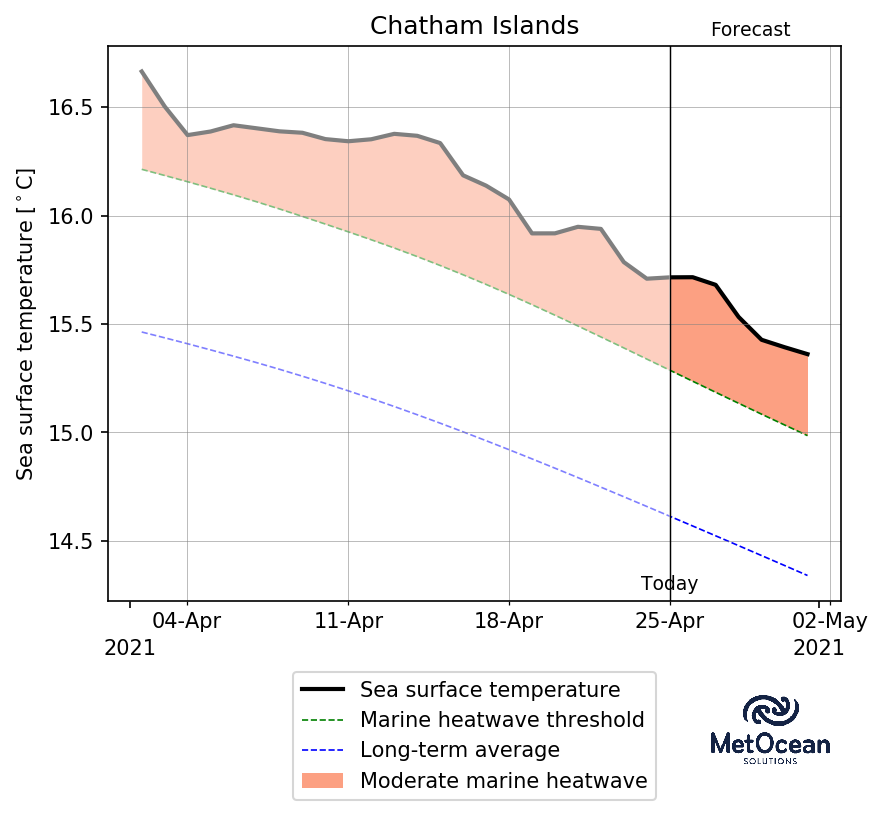 Chatham Islands
Forecast
Sea surface temperature [°C]
16.5
16.0
15.5
15.0
14.5
Today
04-Apr 11-Apr 18-Apr 25-Apr 02-May
2021 2021
Sea surface temperature
Marine heatwave threshold
Long-term average
Moderate marine heatwave
MetOcean
SOLUTIONS